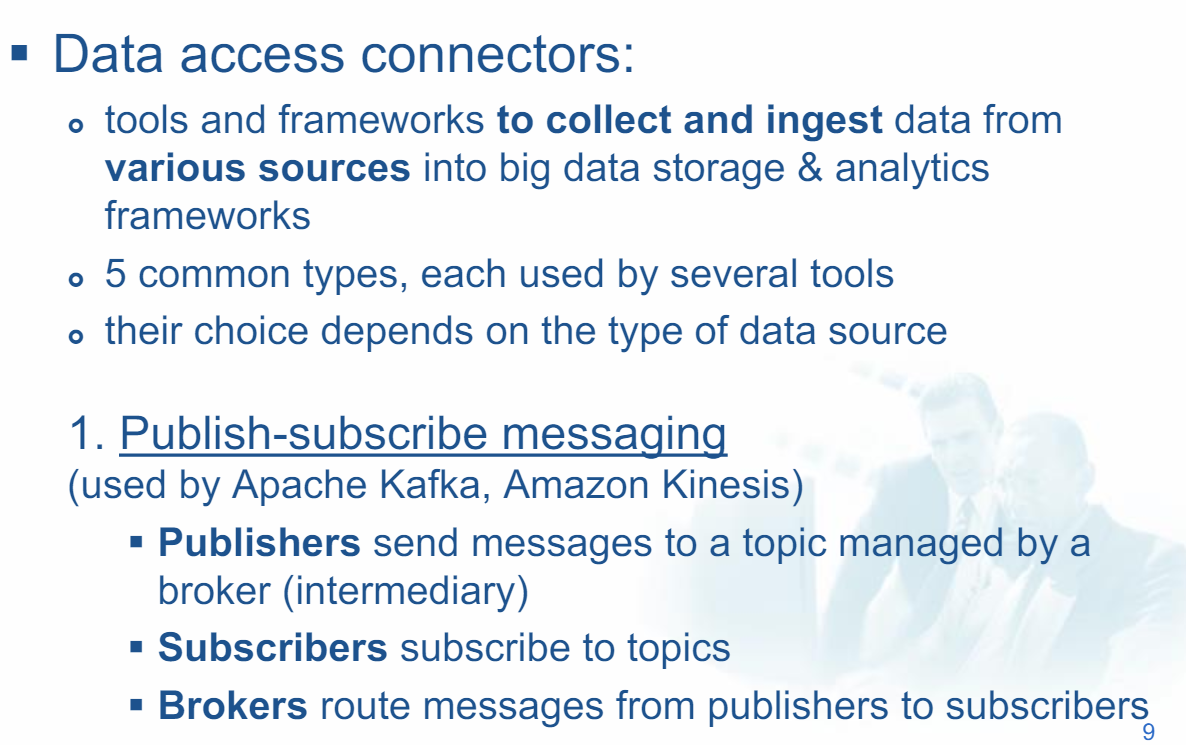 ▪ Data access connectors:
o tools and frameworks to collect and ingest data from
various sources into big data storage & analytics
frameworks
o 5 common types, each used by several tools
o their choice depends on the type of data source
1. Publish-subscribe messaging
(used by Apache Kafka, Amazon Kinesis)
▪ Publishers send messages to a topic managed by a
broker (intermediary)
▪ Subscribers subscribe to topics
▪ Brokers route messages from publishers to subscribers
9